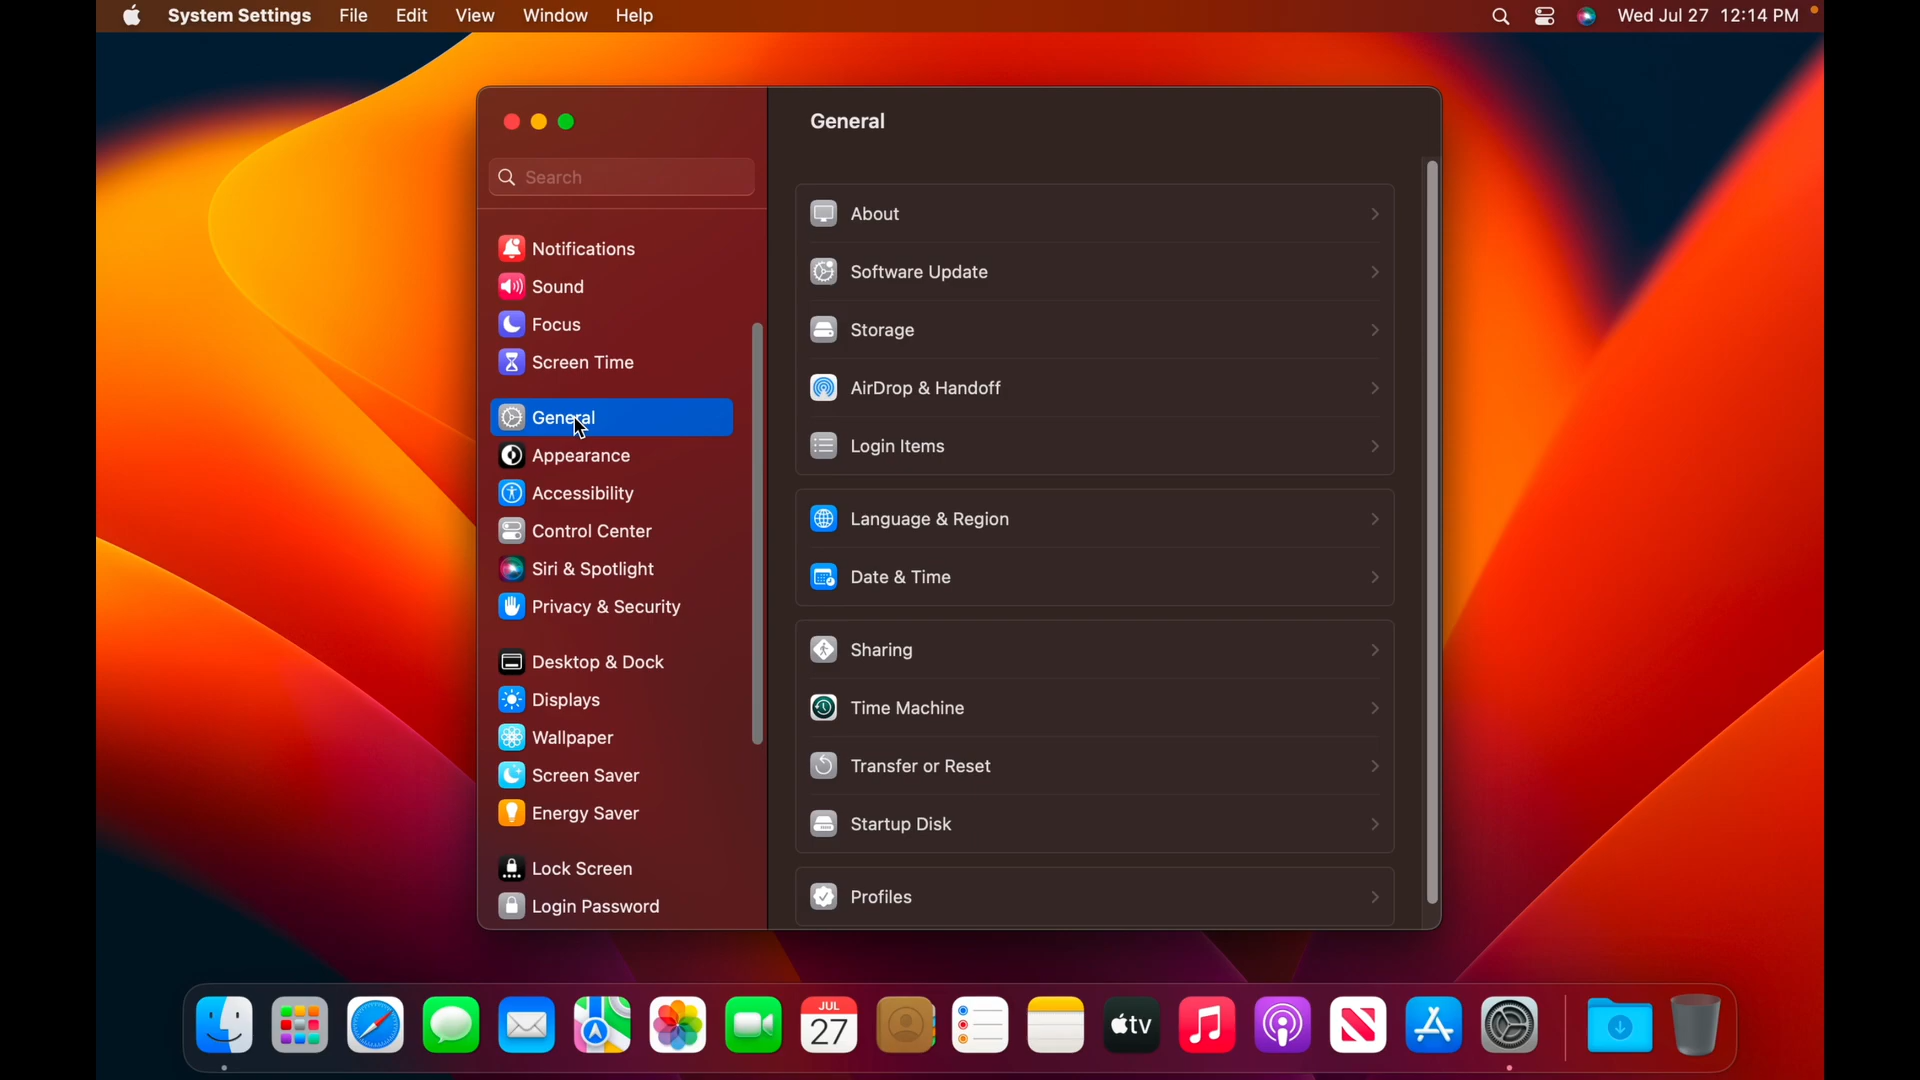 System Settings File Edit View Window Help Wed Jul 27 12:14 PM
General
Search
Notifications
Sound
Focus
Screen Time
General
Appearance
Accessibility
Control Center
Siri & Spotlight
Privacy & Security
Desktop & Dock
Displays
Wallpaper
Screen Saver
Energy Saver
Lock Screen
Login Password
About
Software Update
Storage
AirDrop & Handoff
Login Items
Language & Region
Date & Time
Sharing
Time Machine
Transfer or Reset
Startup Disk
Profiles
JUL
27
tv